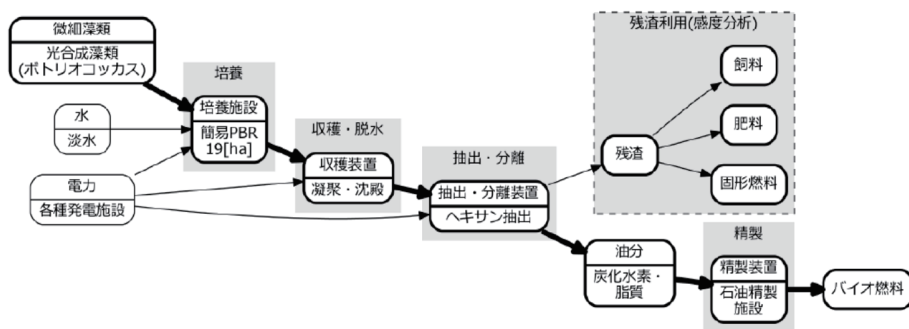 微細藻類
光合成藻類
(ボトリオコッカス)
水
淡水
電力
各種発電施設
培養
培養施設
簡易PBR
19[ha]
収穫・脱水
収穫装置
凝聚・沈殿
抽出・分離
抽出・分離装置
ヘキサン抽出
残渣利用(感度分析)
残渣
飼料
肥料
固形燃料
油分
炭化水素・
脂質
精製
精製装置
石油精製
施設
バイオ燃料